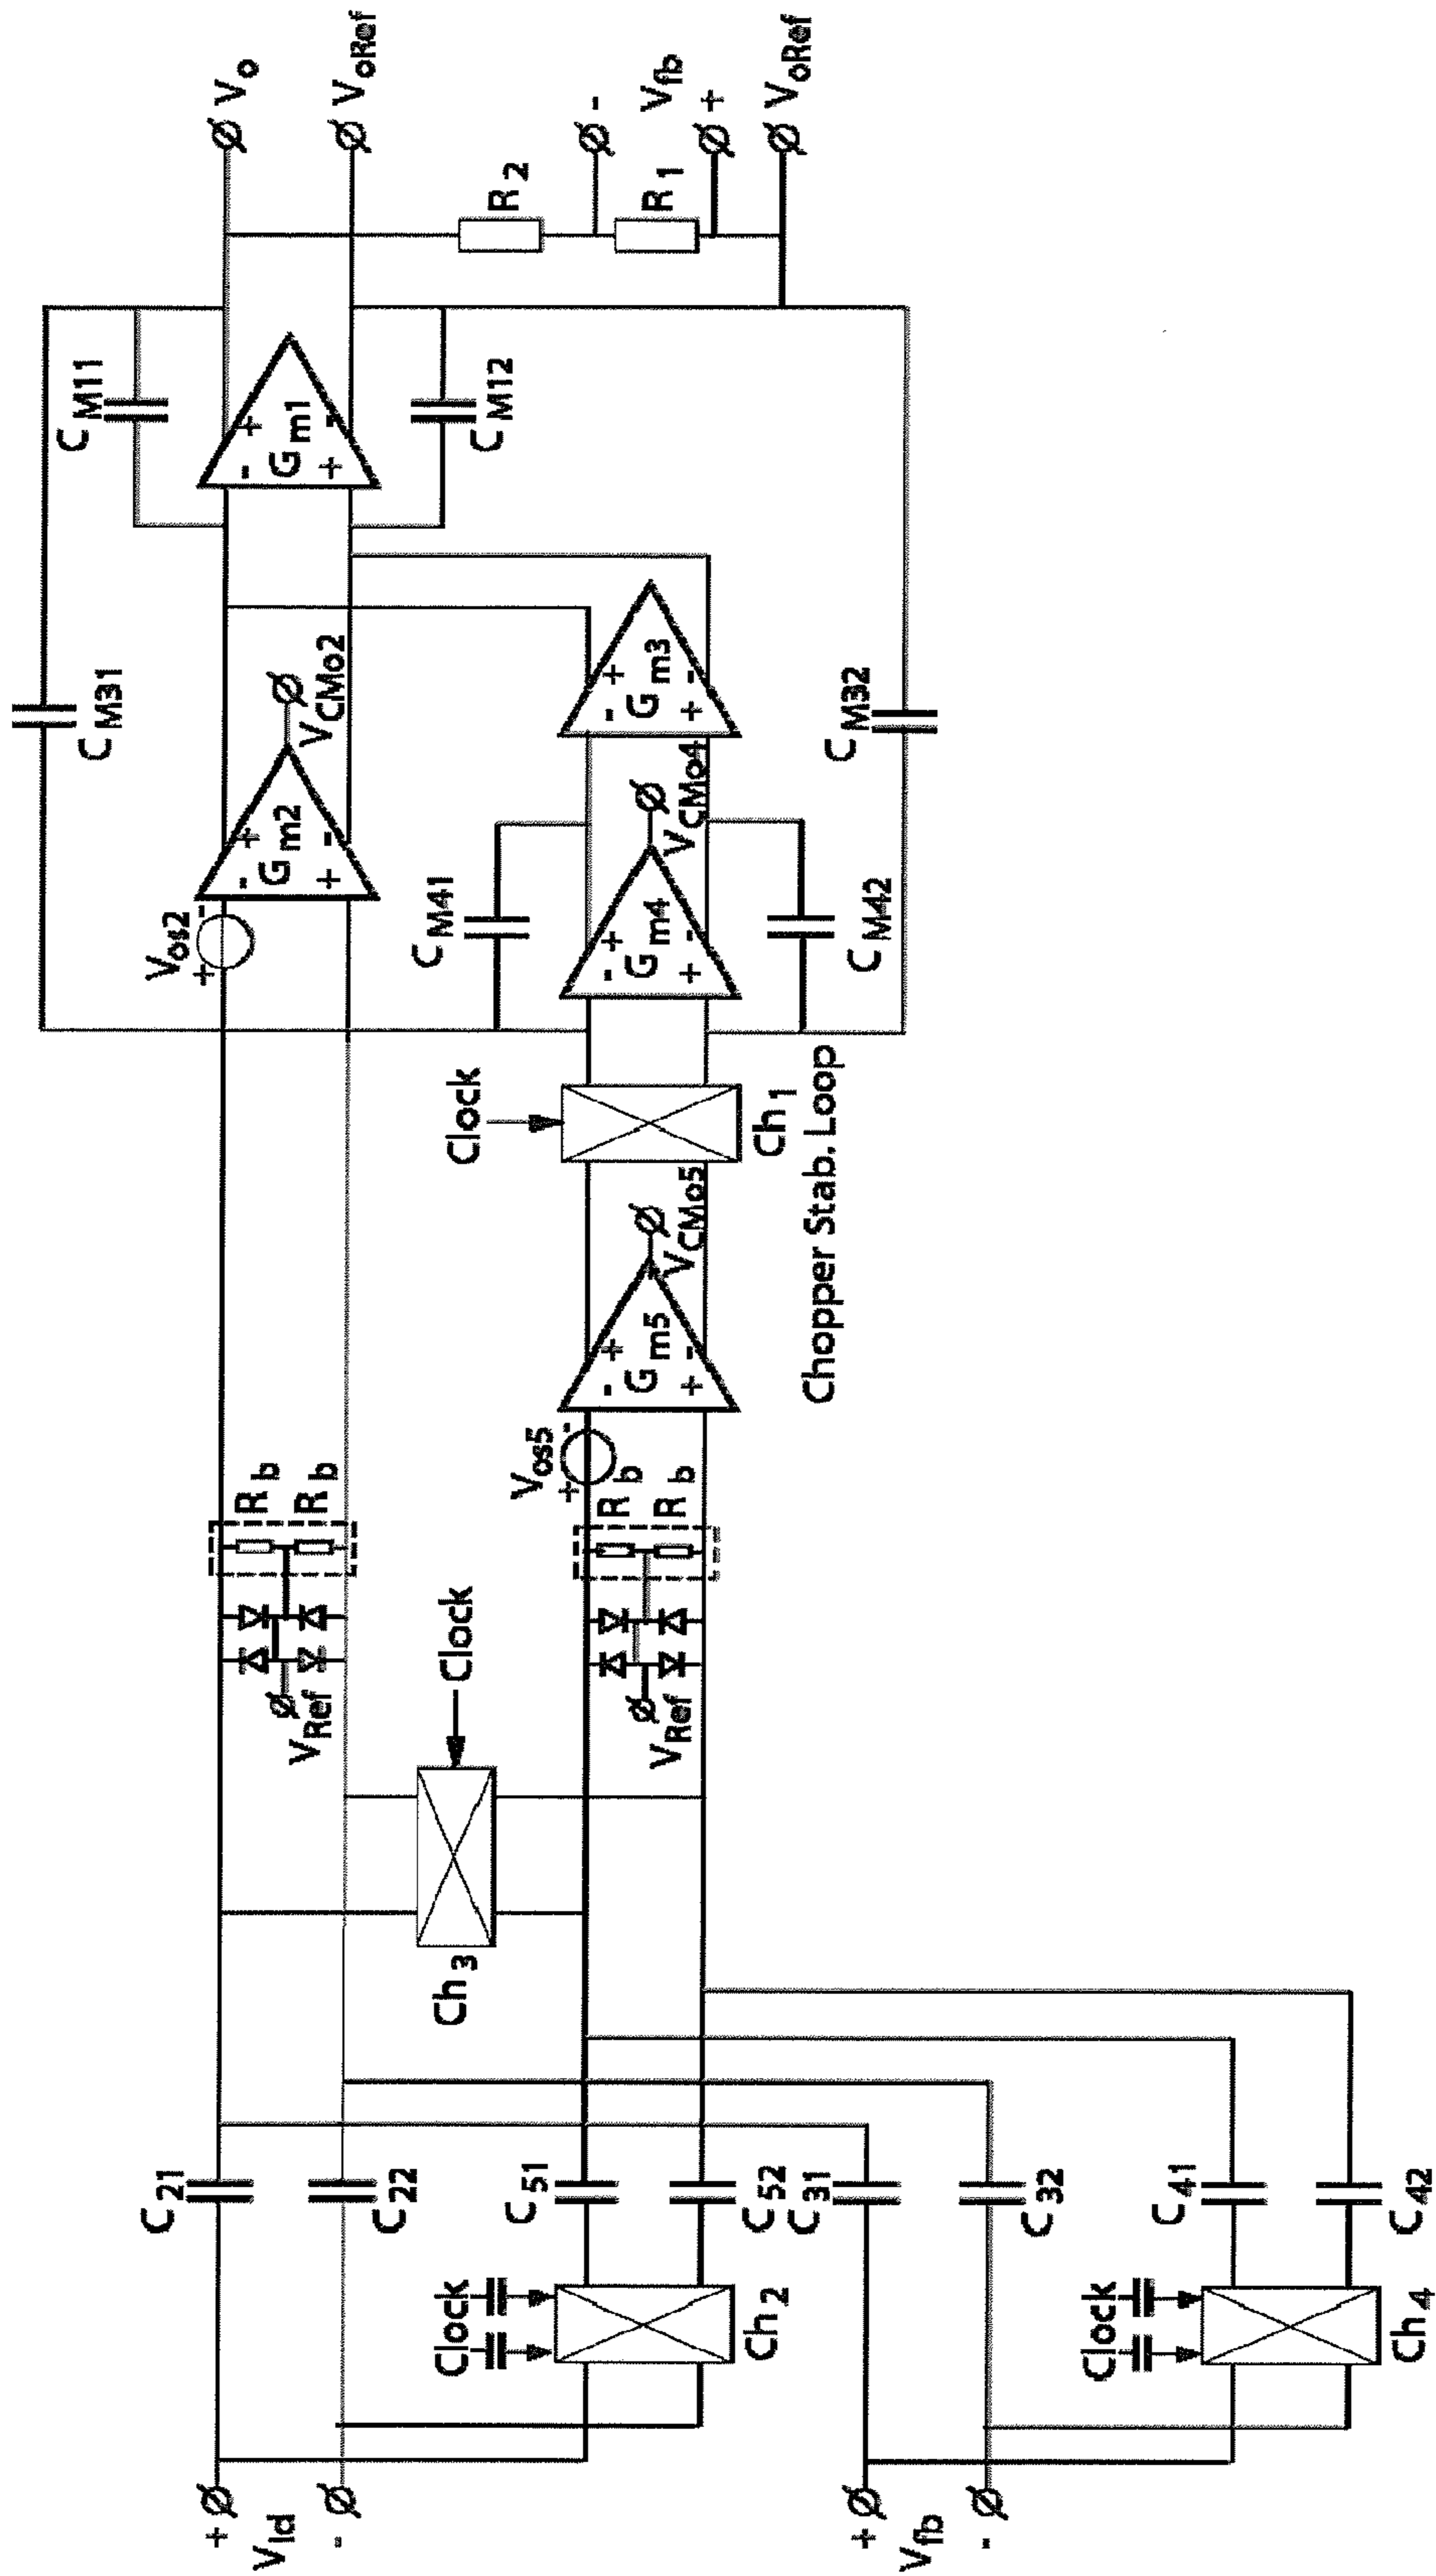 +
V_Id
-
C_21
C_22
Clock
Ch_2
C_51
C_52
+
V_fb
-
C_31
C_32
Clock
Ch_4
C_41
C_42
Ch_3
Clock
V_Ref
R_b
R_b
V_Ref
R_b
R_b
V_os5
+
-
-
+
G_m5
+
-
V_CMo5
Clock
Ch_1
Chopper Stab. Loop
V_os2
+
-
-
+
G_m2
+
-
V_CMo2
C_M41
C_M42
-
+
G_m4
+
-
V_CMo4
-
+
G_m3
+
-
C_M31
C_M32
C_M11
C_M12
-
+
G_m1
+
-
R_2
R_1
V_o
V_oRef
-
V_fb
+
V_oRef